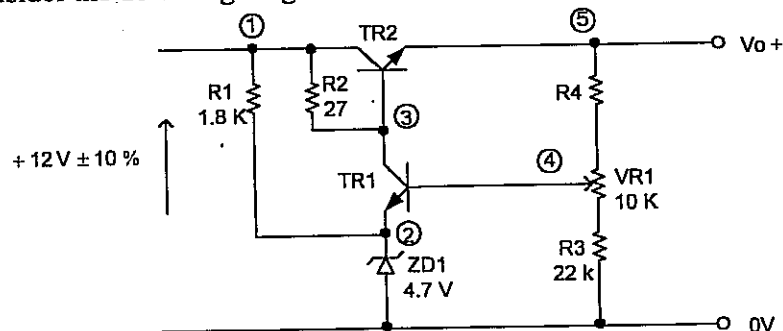 ①
TR2
⑤
Vo +
R1
1.8 K
R2
27
R4
③
+ 12 V ± 10 %
TR1
④
VR1
10 K
②
ZD1
4.7 V
R3
22 k
0V